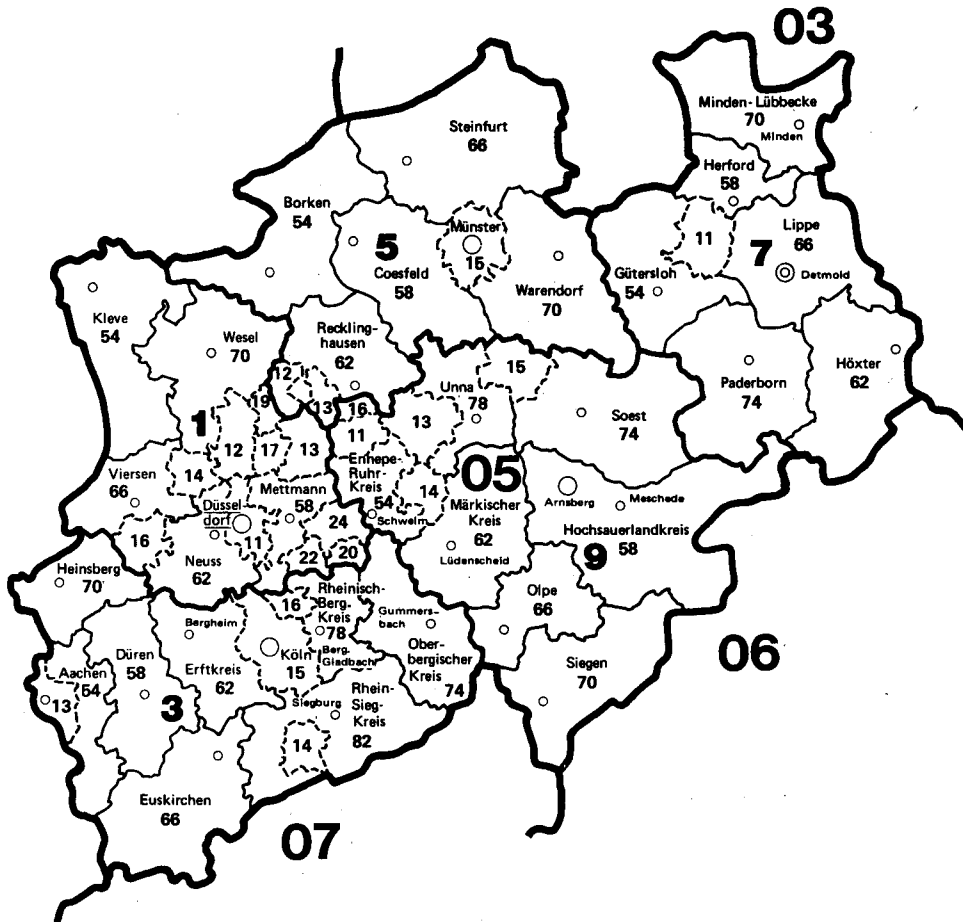 03
Minden-Lübbecke
70
Minden
Steinfurt
66
Herford
58
Borken
54
Lippe
66
Münster
15
5
11
7
Coesfeld
58
Gütersloh
54
Detmold
Warendorf
70
Kleve
54
Reckling-
hausen
62
Wesel
70
Höxter
62
Paderborn
74
12
13
15
Unna
78
19
16
Soest
74
1
12
17
13
11
13
Viersen
66
14
Ennepe-
Ruhr-
Kreis
54
Schwelm
14
05
Mettmann
58
Märkischer
Kreis
62
Lüdenscheid
Arnsberg
Meschede
Hochsauerlandkreis
58
9
Düssel
dorf
11
24
16
Neuss
62
22
20
Heinsberg
70
Rheinisch-
Berg-
Kreis
78
16
Olpe
66
Gummers-
bach
Bergheim
Köln
15
Berg.
Gladbach
Ober-
bergischer
Kreis
74
06
Aachen
54
Düren
58
Erftkreis
62
Siegen
70
13
3
Siegburg
Rhein-
Sieg-
Kreis
82
14
Euskirchen
66
07